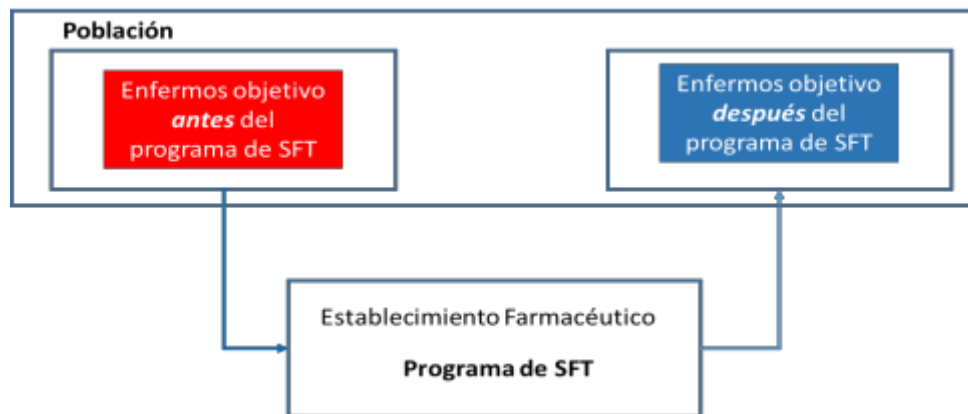 Población
Enfermos objetivo
antes del
programa de SFT
Enfermos objetivo
después del
programa de SFT
Establecimiento Farmacéutico
Programa de SFT